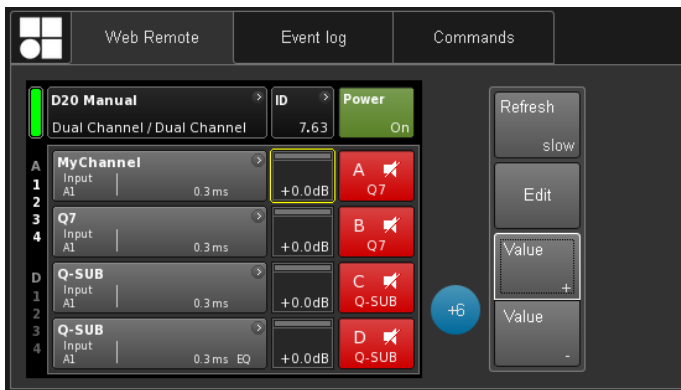 Web Remote
Event log
Commands
D20 Manual
Dual Channel / Dual Channel
ID
7.63
Power
On
A
1
2
3
4
D
1
2
3
4
MyChannel
Input
A1
0.3ms
+0.0dB
A
Q7
Q7
Input
A1
0.3ms
+0.0dB
B
Q7
Q-SUB
Input
A1
0.3ms
+0.0dB
C
Q-SUB
Q-SUB
Input
A1
0.3ms EQ
+0.0dB
D
Q-SUB
+6
Refresh
slow
Edit
Value
+
Value
-